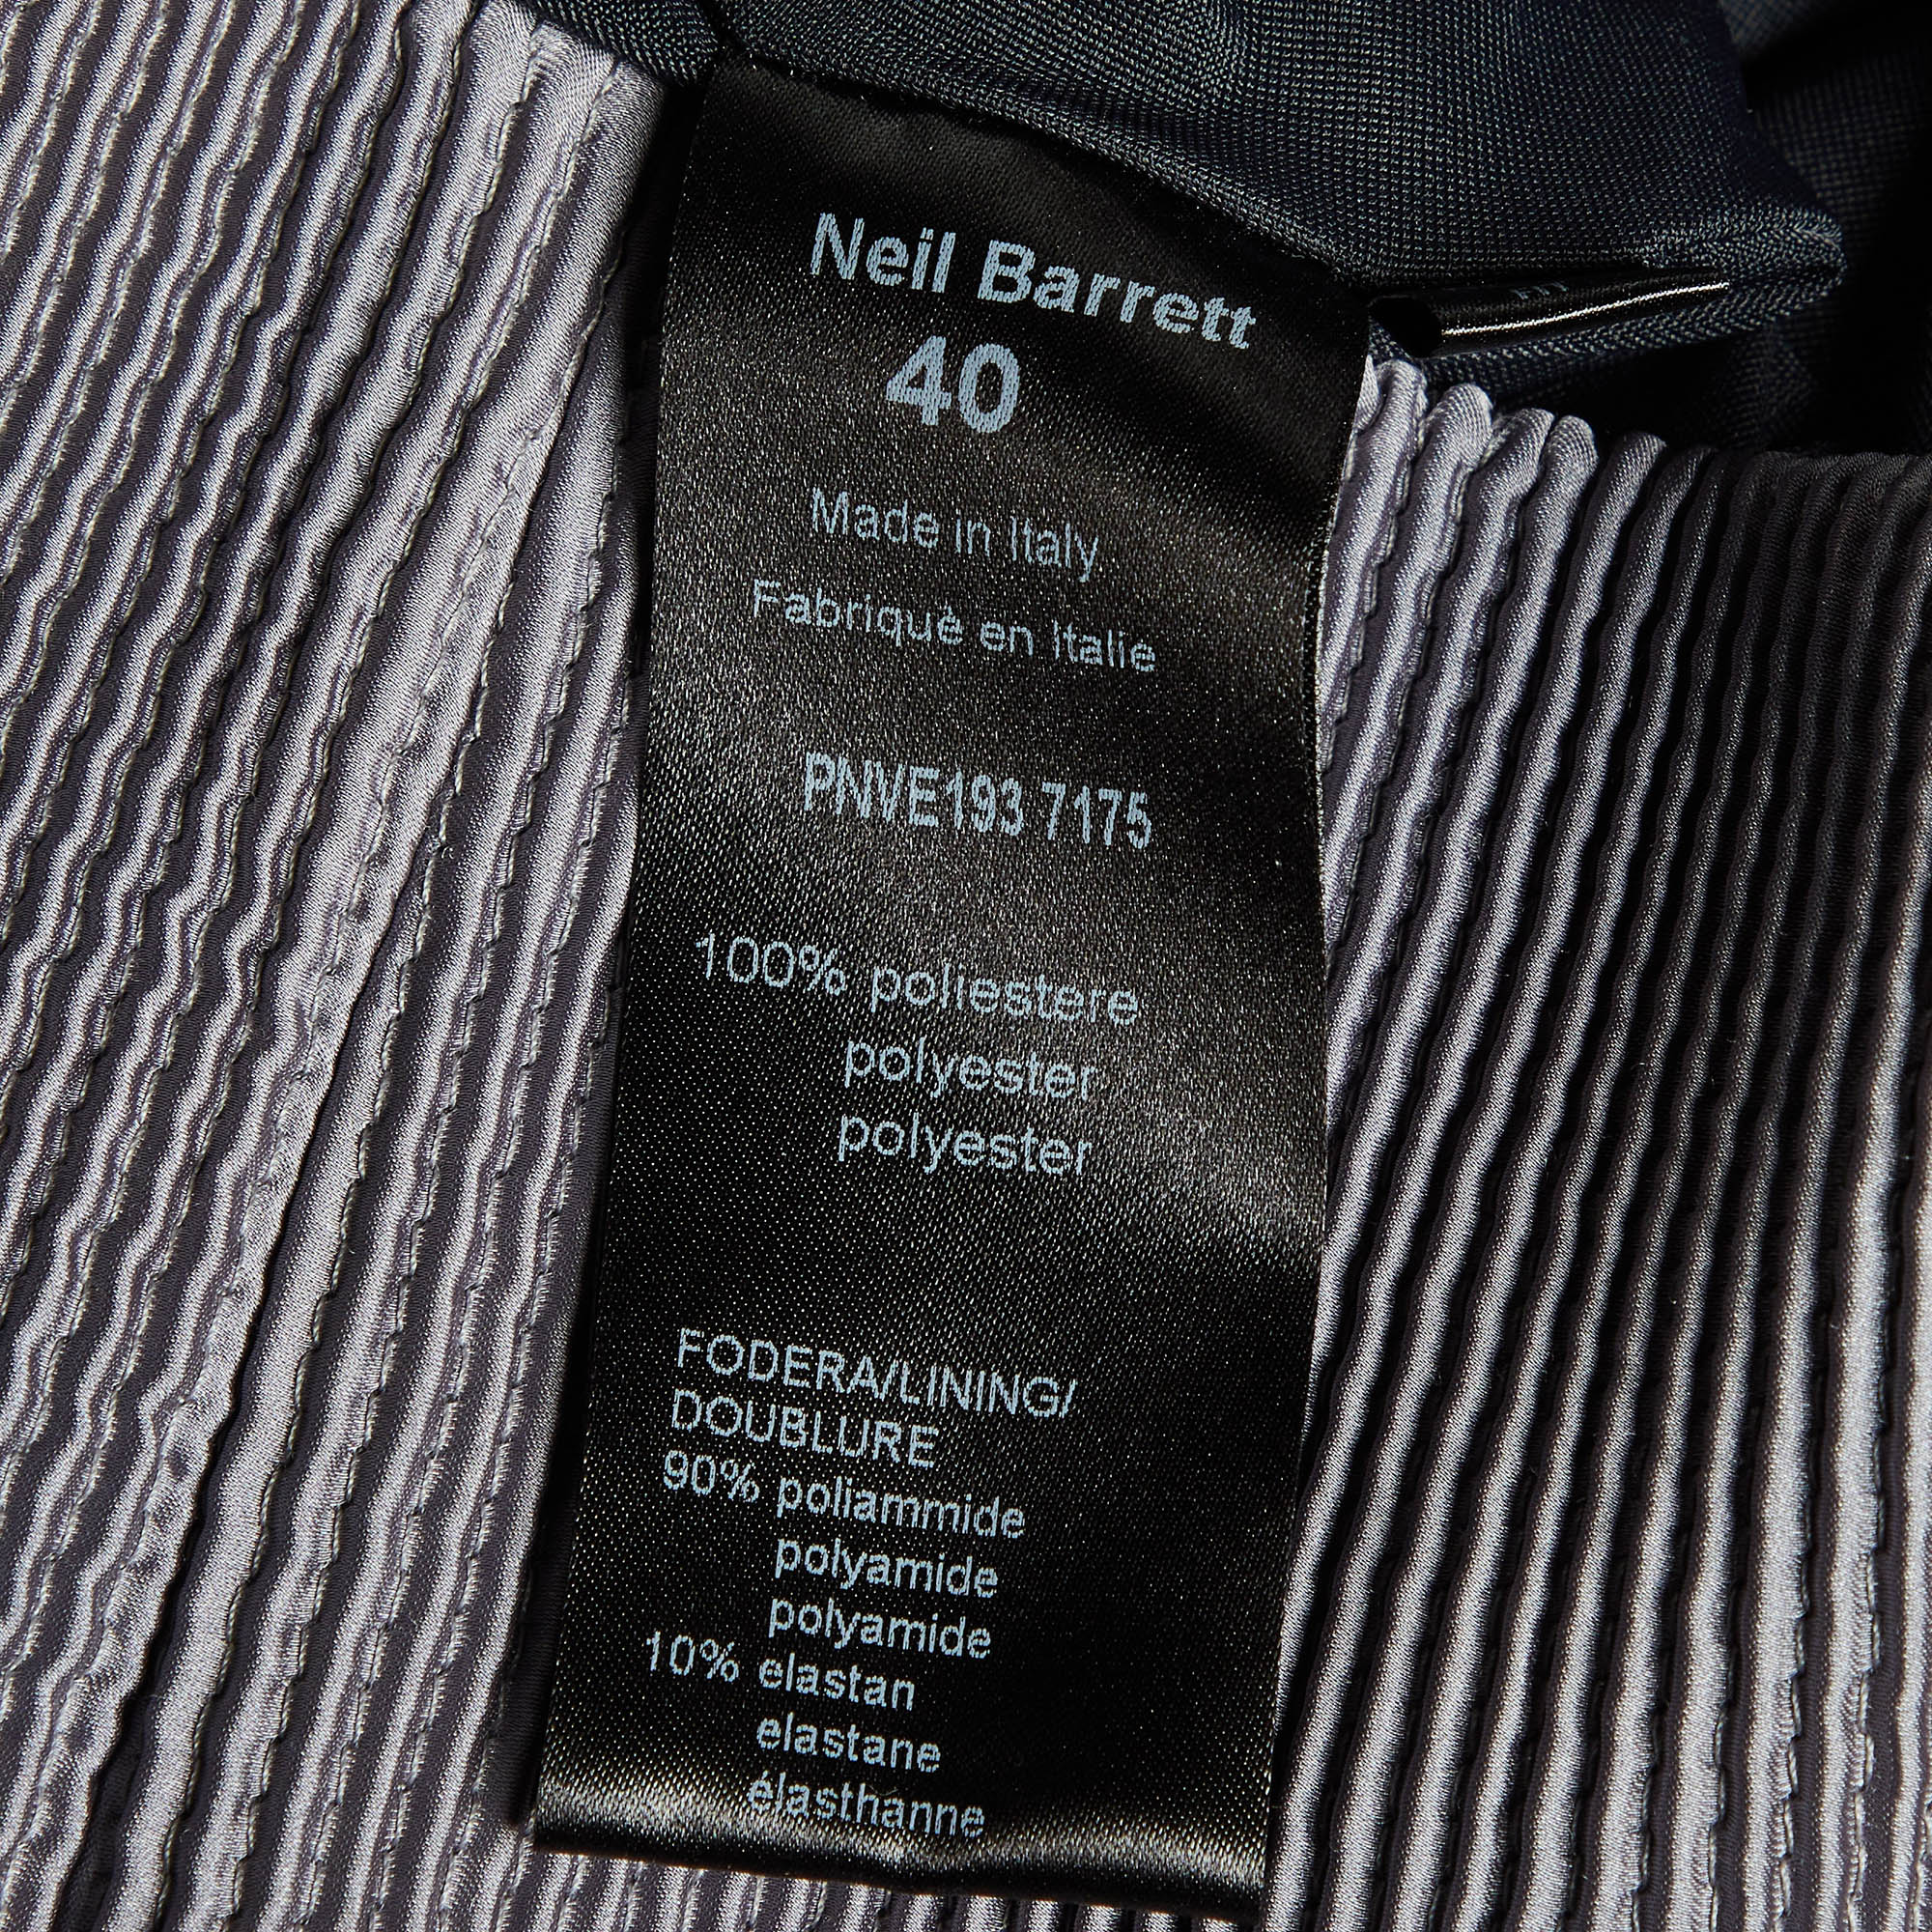 Neil Barrett
40
Made in Italy
Fabriquè en Italie
PNVE193 7175
100% poliestere
polyester
polyester
FODERA/LINING/
DOUBLURE
90% poliammide
polyamide
polyamide
10% elastan
elastane
élasthanne